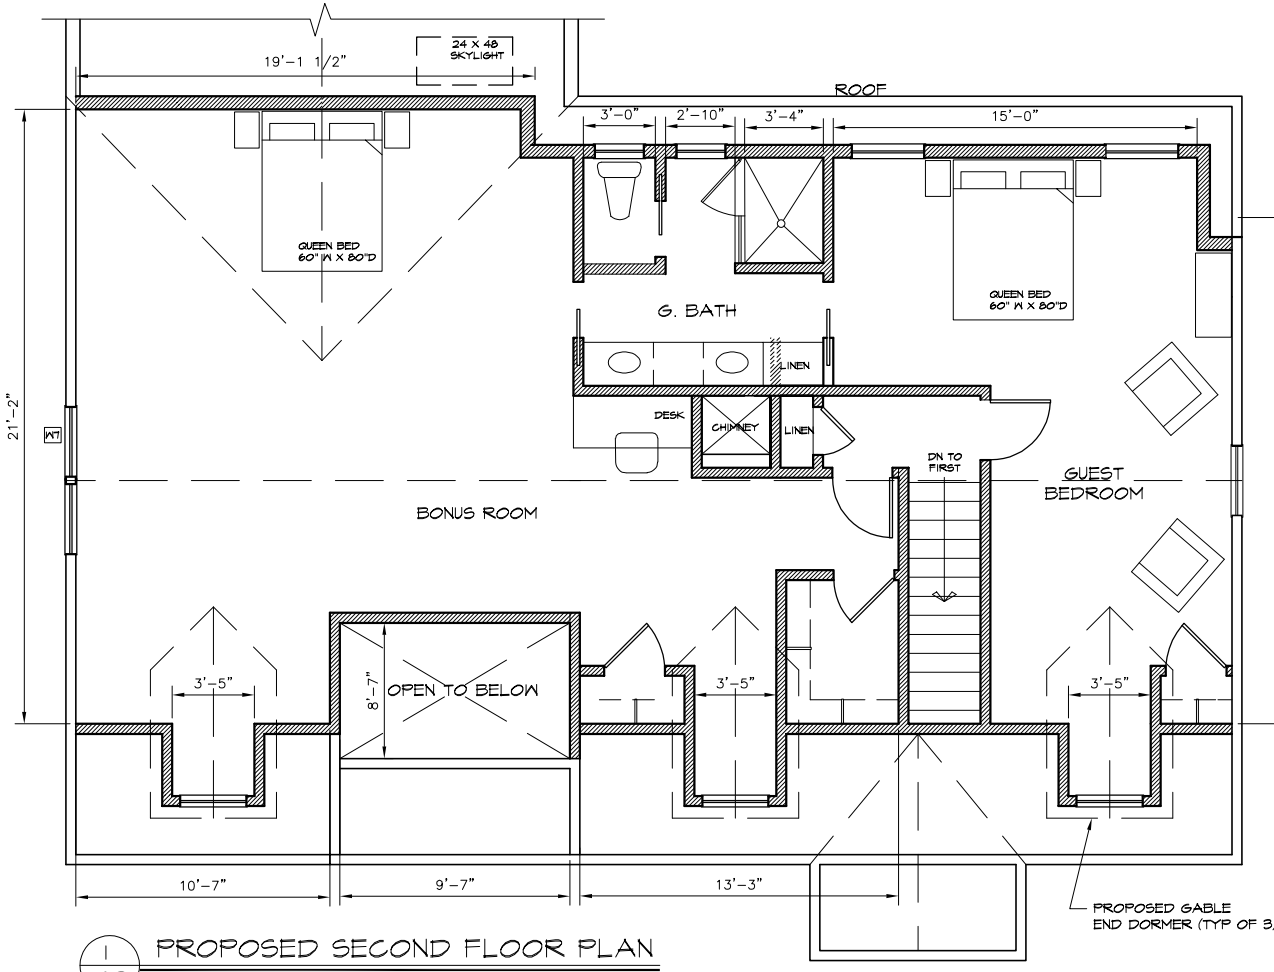 24 X 48
SKYLIGHT
19'-1 1/2"
ROOF
3'-0"
2'-10"
3'-4"
15'-0"
QUEEN BED
60" W X 80"D
QUEEN BED
60" W X 80"D
G. BATH
LINEN
21'-2"
DESK
CHIMNEY
LINEN
DN TO
FIRST
GUEST
BEDROOM
BONUS ROOM
3'-5"
8'-7"
OPEN TO BELOW
3'-5"
3'-5"
10'-7"
9'-7"
13'-3"
PROPOSED GABLE
END DORMER (TYP OF 3
PROPOSED SECOND FLOOR PLAN